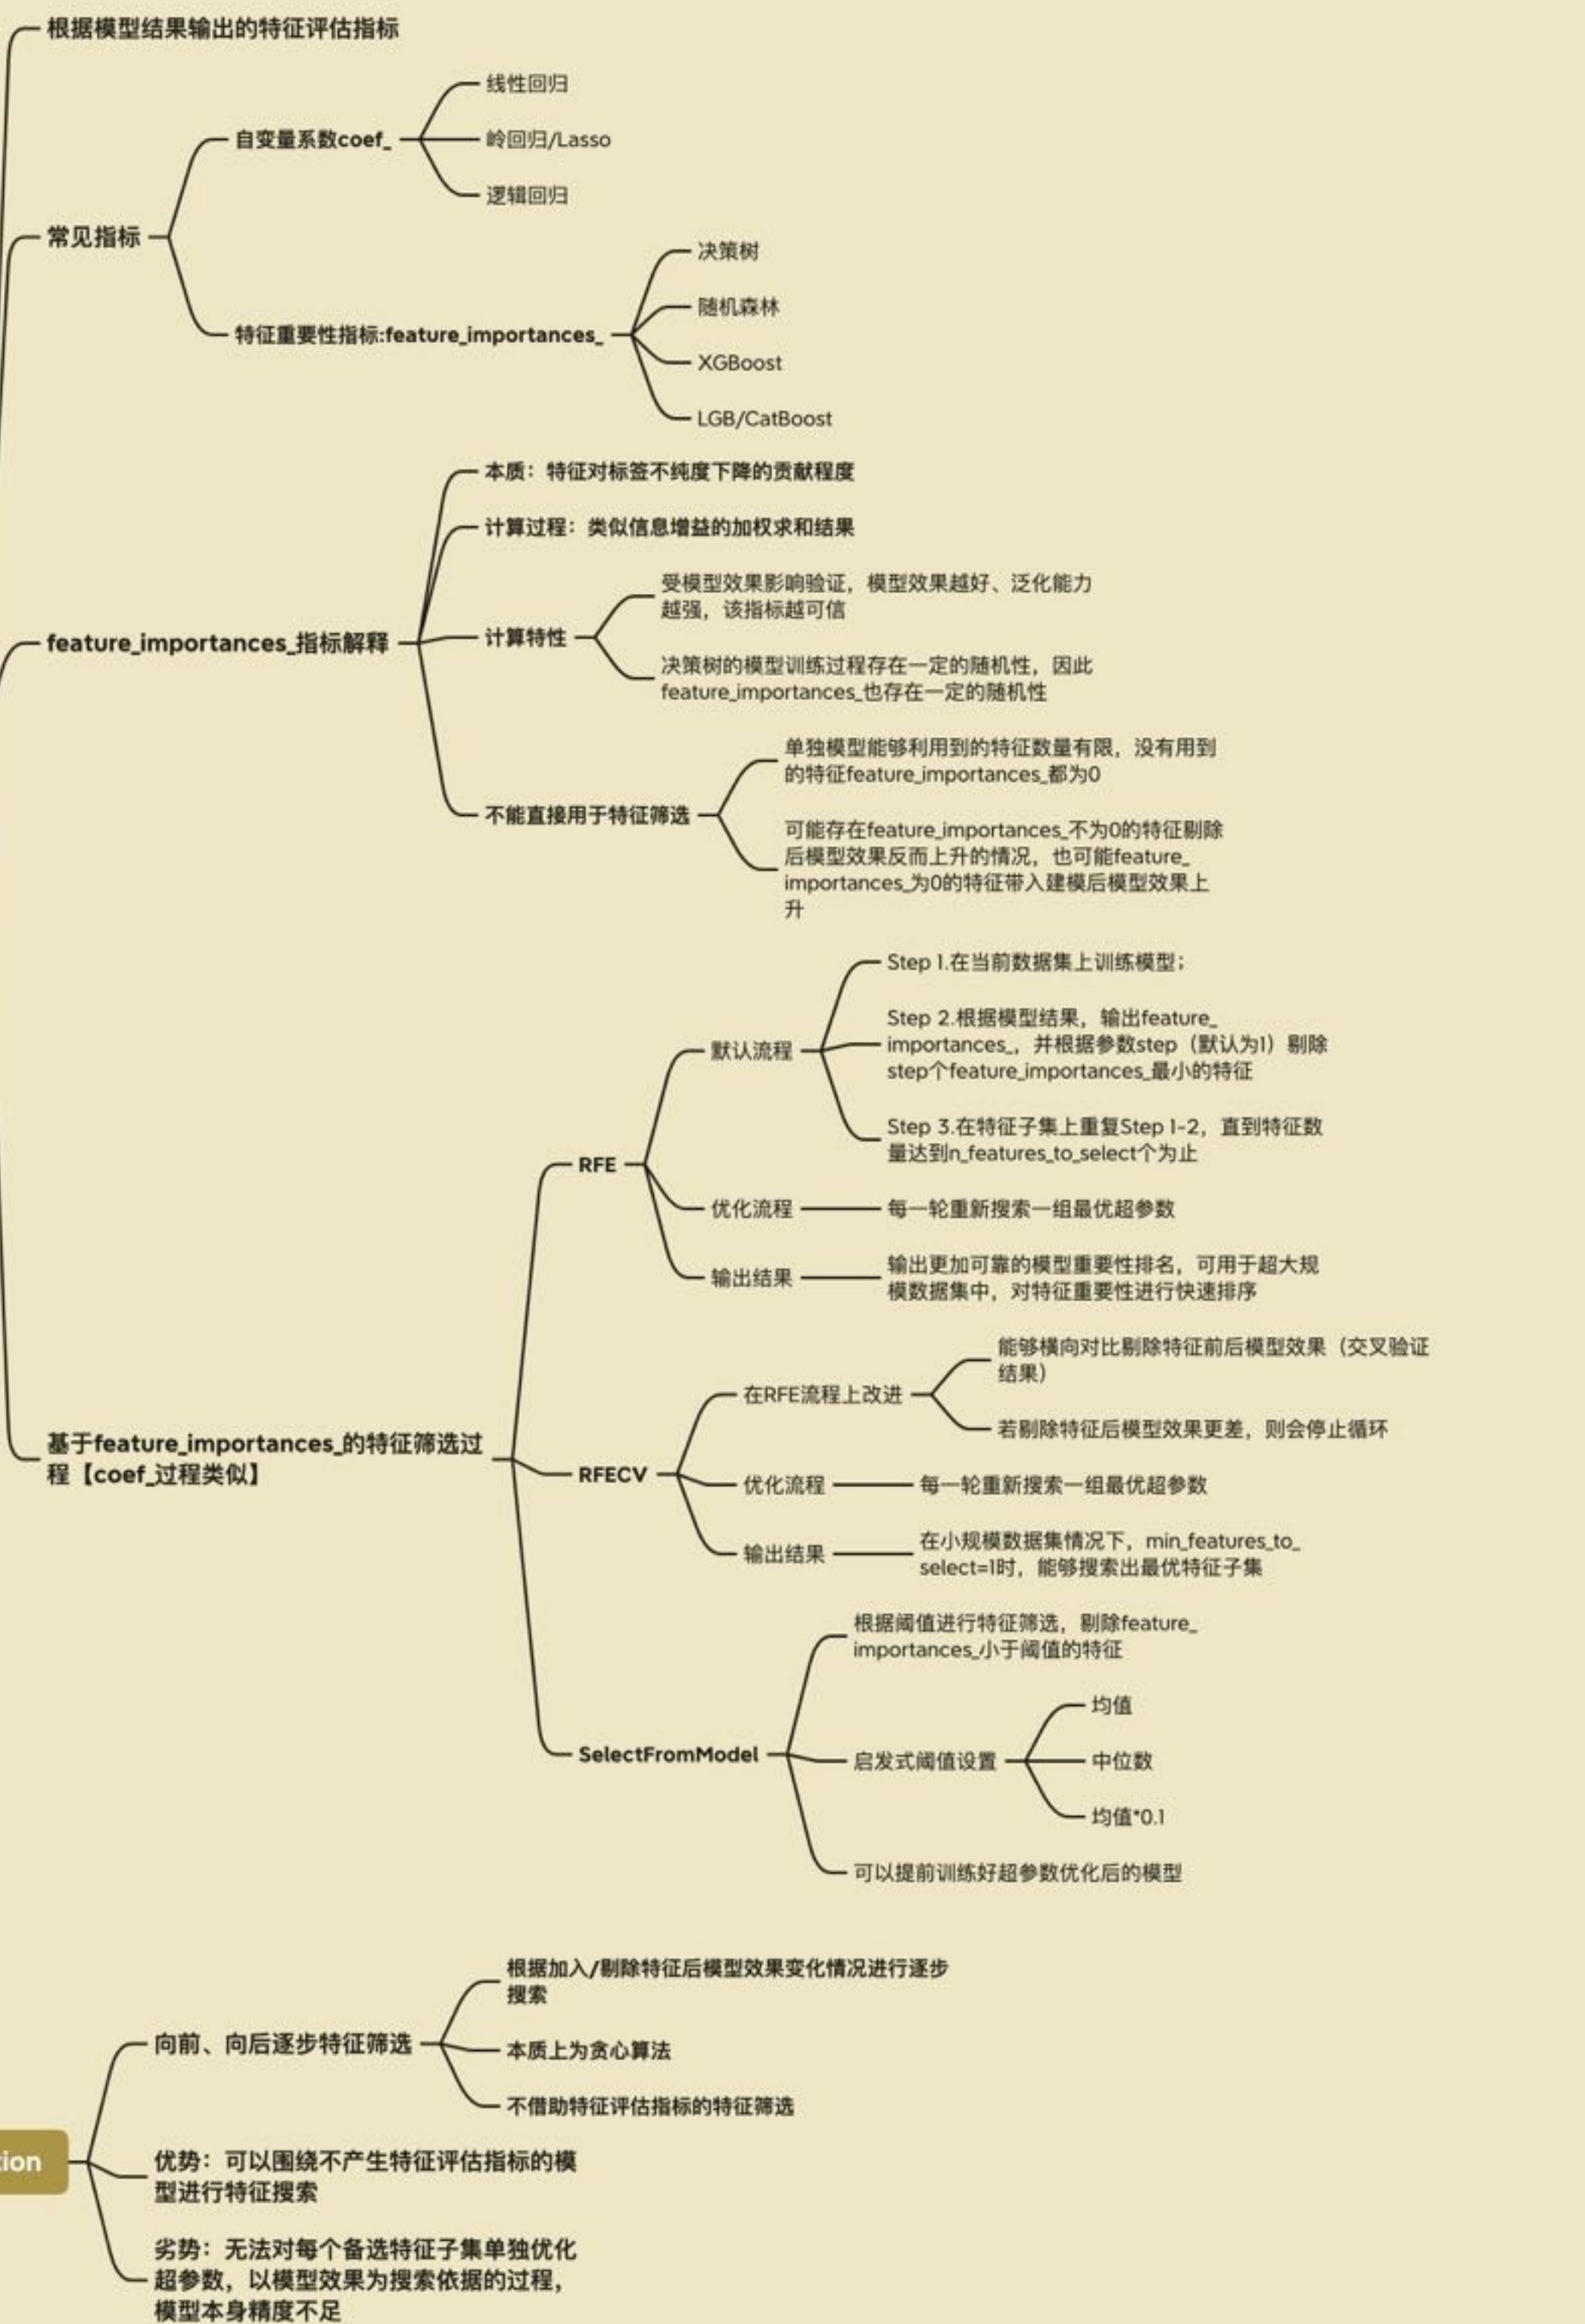 根据模型结果输出的特征评估指标
线性回归
自变量系数coef_
岭回归/Lasso
逻辑回归
常见指标
决策树
随机森林
特征重要性指标:feature_importances_
XGBoost
LGB/CatBoost
本质：特征对标签不纯度下降的贡献程度
计算过程：类似信息增益的加权求和结果
受模型效果影响验证，模型效果越好、泛化能力
越强，该指标越可信
feature_importances_指标解释
计算特性
决策树的模型训练过程存在一定的随机性，因此
feature_importances_也存在一定的随机性
单独模型能够利用到的特征数量有限，没有用到
的特征feature_importances_都为0
不能直接用于特征筛选
可能存在feature_importances_不为0的特征剔除
后模型效果反而上升的情况，也可能feature_
importances_为0的特征带入建模后模型效果上
升
Step 1.在当前数据集上训练模型；
默认流程
Step 2.根据模型结果，输出feature_
importances_，并根据参数step（默认为1）剔除
step个feature_importances_最小的特征
Step 3.在特征子集上重复Step 1-2，直到特征数
量达到n_features_to_select个为止
RFE
优化流程
每一轮重新搜索一组最优超参数
输出结果
输出更加可靠的模型重要性排名，可用于超大规
模数据集中，对特征重要性进行快速排序
能够横向对比剔除特征前后模型效果（交叉验证
结果）
在RFE流程上改进
若剔除特征后模型效果更差，则会停止循环
基于feature_importances_的特征筛选过
程【coef_过程类似】
RFECV
优化流程
每一轮重新搜索一组最优超参数
输出结果
在小规模数据集情况下，min_features_to_
select=1时，能够搜索出最优特征子集
根据阈值进行特征筛选，剔除feature_
importances_小于阈值的特征
SelectFromModel
启发式阈值设置
均值
中位数
均值*0.1
可以提前训练好超参数优化后的模型
根据加入/剔除特征后模型效果变化情况进行逐步
搜索
向前、向后逐步特征筛选
本质上为贪心算法
不借助特征评估指标的特征筛选
ion
优势：可以围绕不产生特征评估指标的模
型进行特征搜索
劣势：无法对每个备选特征子集单独优化
超参数，以模型效果为搜索依据的过程，
模型本身精度不足